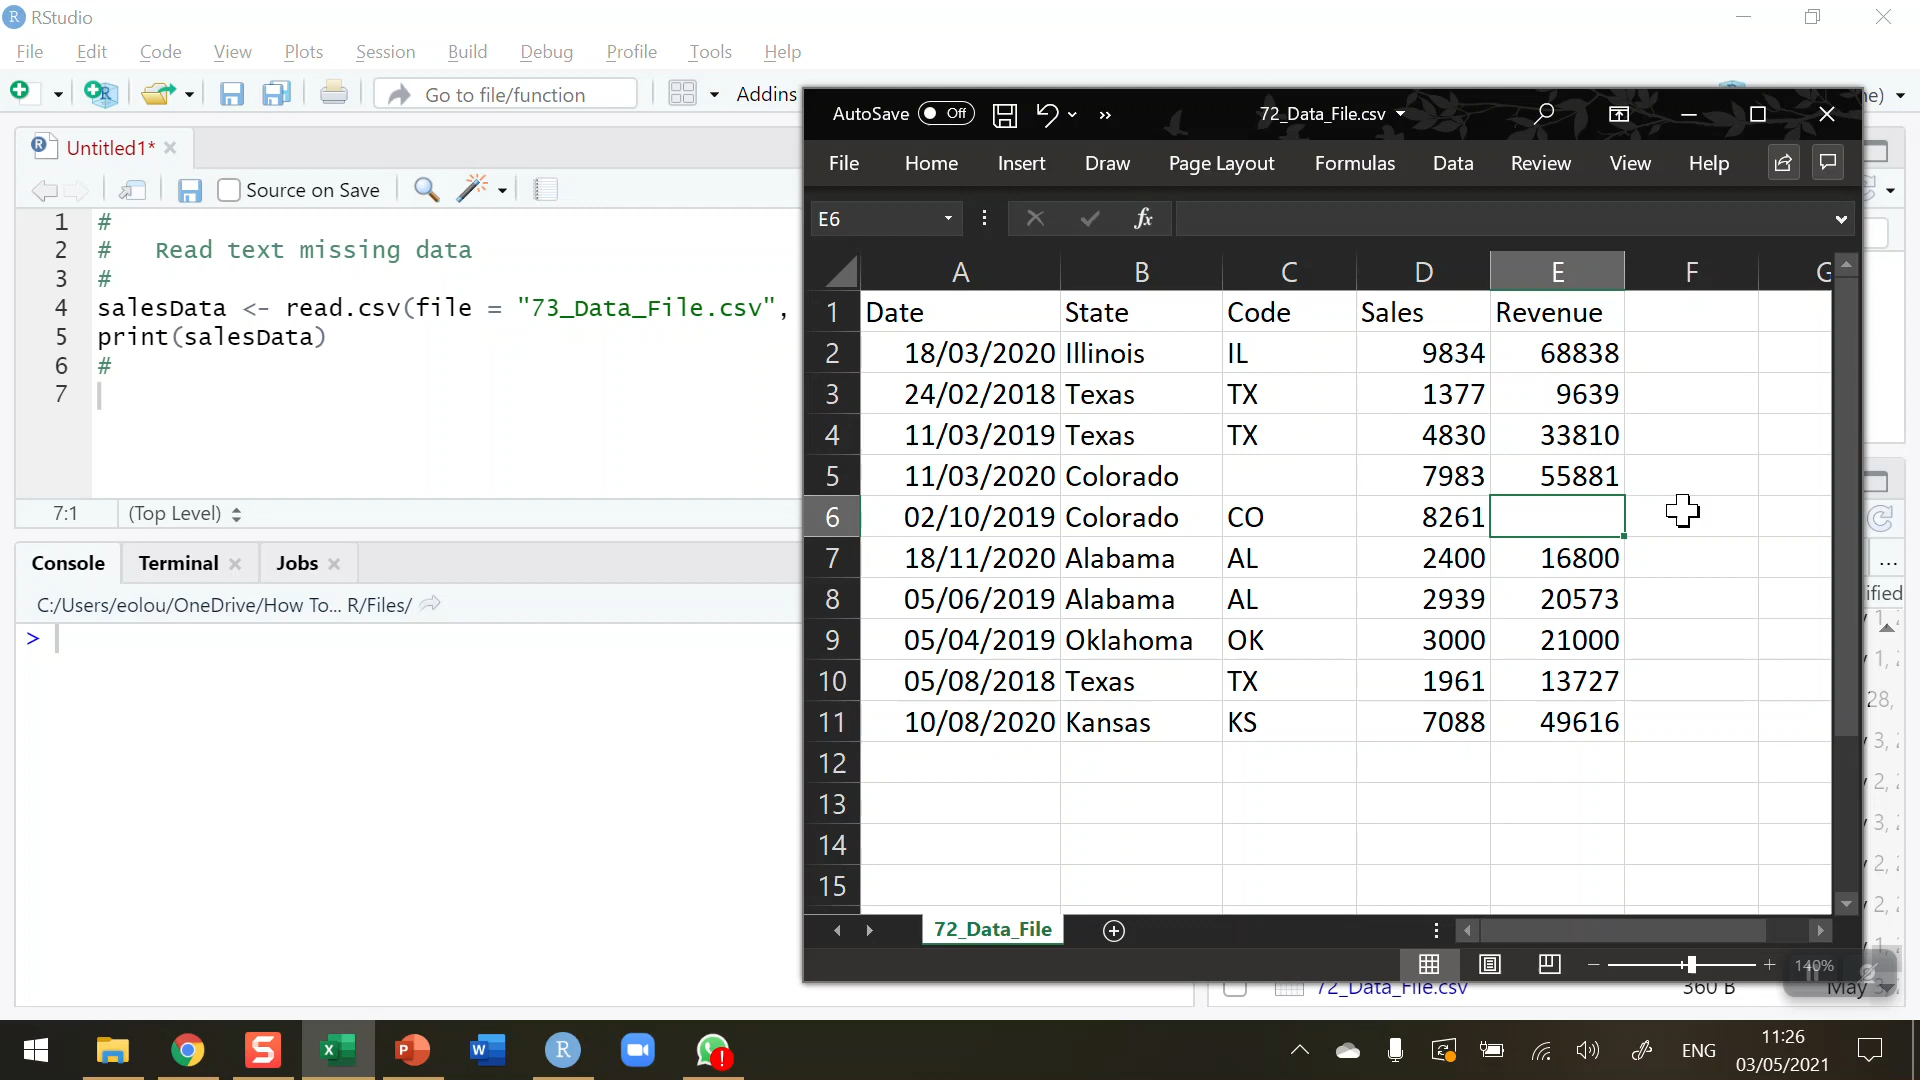 RStudio
File Edit Code View Plots Session Build Debug Profile Tools Help
Go to file/function Addins
Untitled1*
Source on Save
1 #
2 # Read text missing data
3 #
4 salesData <- read.csv(file = "73_Data_File.csv",
5 print(salesData)
6 #
7
7:1 (Top Level)
Console Terminal Jobs
C:/Users/eolou/OneDrive/How To... R/Files/
>
AutoSave Off 72_Data_File.csv
File Home Insert Draw Page Layout Formulas Data Review View Help
E6 fx
A B C D E F G
1 Date State Code Sales Revenue
2 18/03/2020 Illinois IL 9834 68838
3 24/02/2018 Texas TX 1377 9639
4 11/03/2019 Texas TX 4830 33810
5 11/03/2020 Colorado 7983 55881
6 02/10/2019 Colorado CO 8261
7 18/11/2020 Alabama AL 2400 16800
8 05/06/2019 Alabama AL 2939 20573
9 05/04/2019 Oklahoma OK 3000 21000
10 05/08/2018 Texas TX 1961 13727
11 10/08/2020 Kansas KS 7088 49616
12
13
14
15
72_Data_File
140%
72_Data_File.csv 360 B May 3,
ENG
11:26
03/05/2021